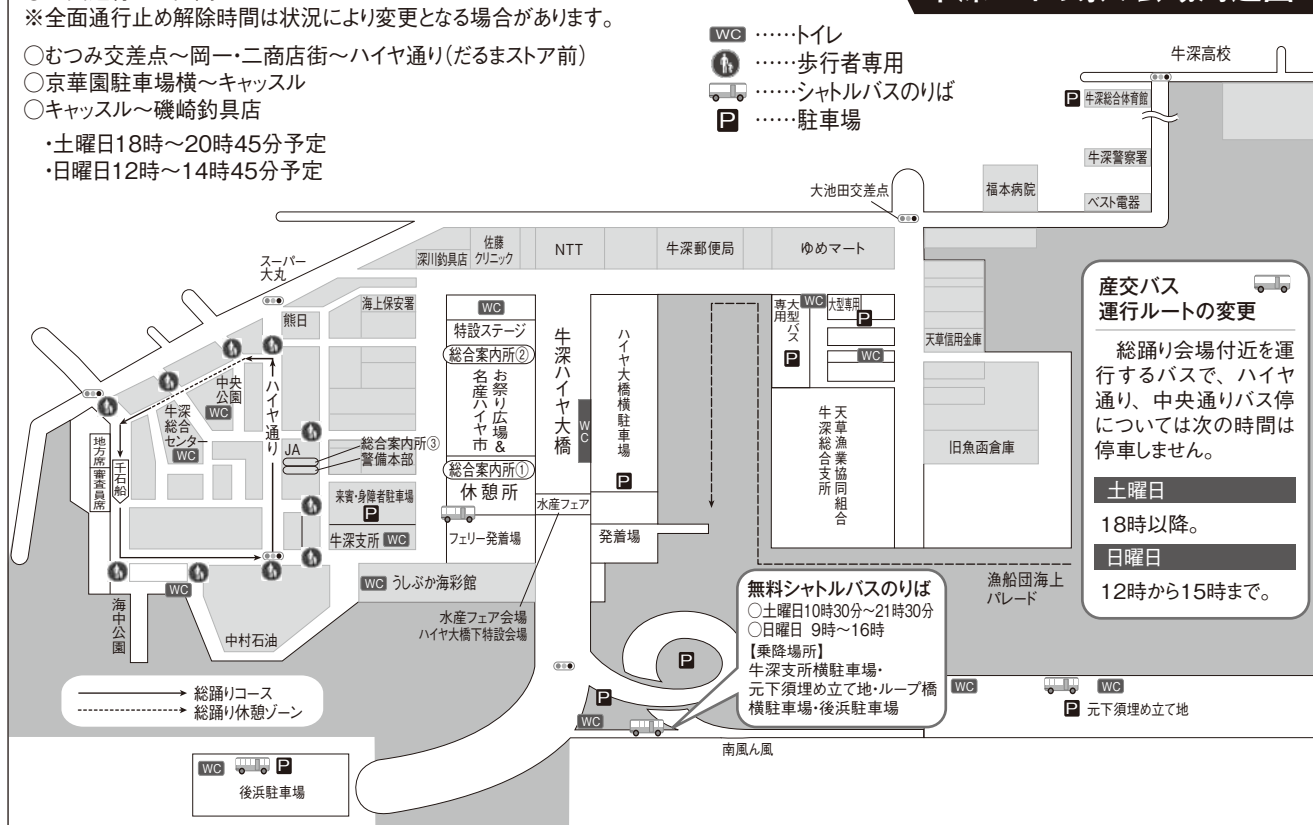 ※全面通行止め解除時間は状況により変更となる場合があります。
○むつみ交差点～岡一・二商店街～ハイヤ通り(だるまストア前)
○京華園駐車場横～キャッスル
○キャッスル～磯崎釣具店
・土曜日18時～20時45分予定
・日曜日12時～14時45分予定
WC ……トイレ
……歩行者専用
……シャトルバスのりば
P ……駐車場
牛深高校
P 牛深総合体育館
牛深警察署
ベスト電器
福本病院
大池田交差点
スーパー
大丸
深川釣具店
佐藤
クリニック
NTT
牛深郵便局
ゆめマート
熊日
海上保安署
WC
特設ステージ
総合案内所②
お祭り広場&
名産ハイヤ市
総合案内所①
休憩所
フェリー発着場
牛深ハイヤ大橋
WC
水産フェア
ハイヤ大橋横駐車場
P
発着場
大型バス
専用
P
WC
大型専用
P
WC
天草漁業協同組合
牛深総合支所
天草信用金庫
旧魚函倉庫
中央
公園
WC
牛深
総合
センター
WC
ハイヤ通り
JA
総合案内所③
警備本部
来賓・身障者駐車場
P
牛深支所 WC
地方席
審査員席
千石船
WC
海中公園
中村石油
WC うしぶか海彩館
水産フェア会場
ハイヤ大橋下特設会場
漁船団海上
パレード
産交バス
運行ルートの変更
総踊り会場付近を運
行するバスで、ハイヤ
通り、中央通りバス停
については次の時間は
停車しません。
土曜日
18時以降。
日曜日
12時から15時まで。
無料シャトルバスのりば
○土曜日10時30分～21時30分
○日曜日 9時～16時
【乗降場所】
牛深支所横駐車場・
元下須埋め立て地・ループ橋
横駐車場・後浜駐車場
P
P
WC
南風ん風
WC
WC
P 元下須埋め立て地
総踊りコース
総踊り休憩ゾーン
WC P
後浜駐車場